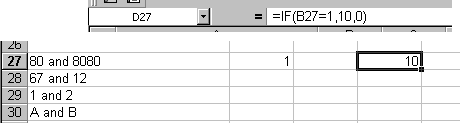 D27 = =IF(B27=1,10,0)
26
27 80 and 8080 1 10
28 67 and 12
29 1 and 2
30 A and B